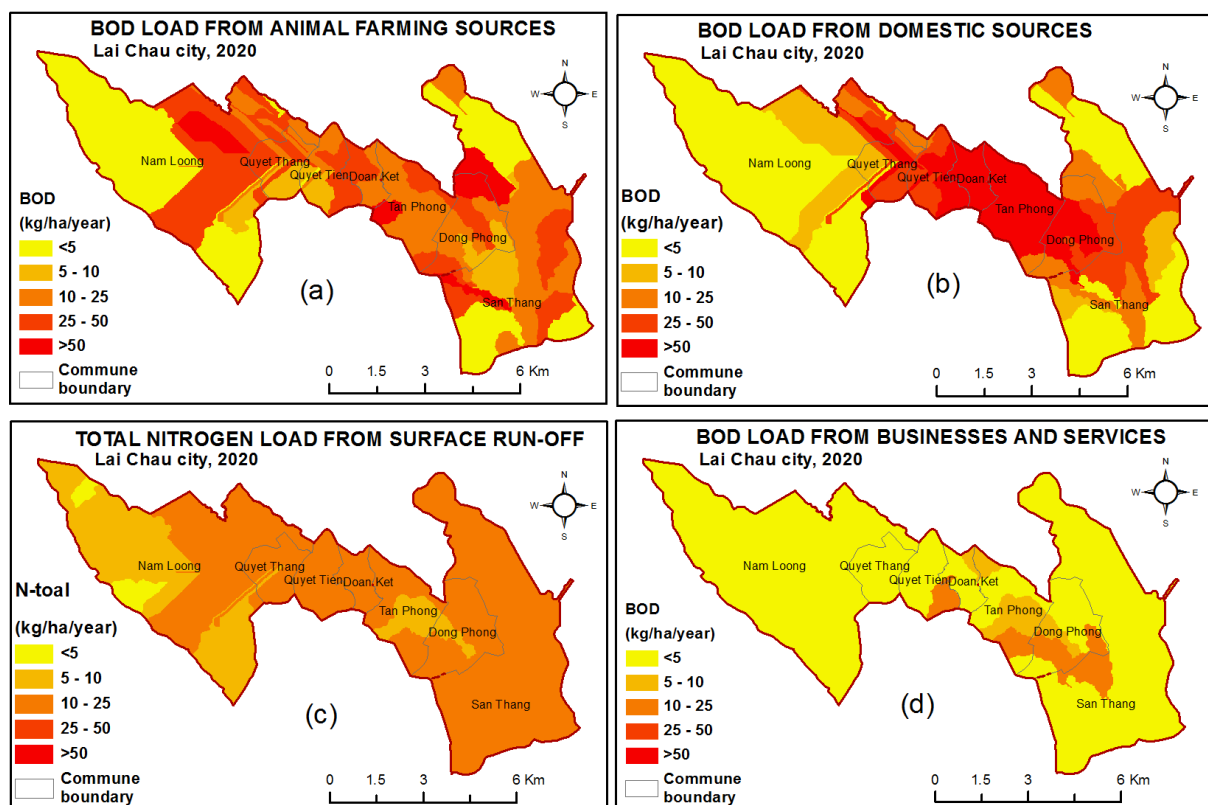 BOD LOAD FROM ANIMAL FARMING SOURCES
Lai Chau city, 2020
N
W E
S
Nam Loong
Quyet Thang
Quyet Tien
Doan Ket
Tan Phong
Dong Phong
San Thang
BOD
(kg/ha/year)
<5
5 - 10
10 - 25
25 - 50
>50
Commune
boundary
(a)
0 1.5 3 6 Km
BOD LOAD FROM DOMESTIC SOURCES
Lai Chau city, 2020
N
W E
S
Nam Loong
Quyet Thang
Quyet Tien
Doan Ket
Tan Phong
Dong Phong
San Thang
BOD
(kg/ha/year)
<5
5 - 10
10 - 25
25 - 50
>50
Commune
boundary
(b)
0 1.5 3 6 Km
TOTAL NITROGEN LOAD FROM SURFACE RUN-OFF
Lai Chau city, 2020
N
W E
S
Nam Loong
Quyet Thang
Quyet Tien
Doan Ket
Tan Phong
Dong Phong
San Thang
N-toal
(kg/ha/year)
<5
5 - 10
10 - 25
25 - 50
>50
Commune
boundary
(c)
0 1.5 3 6 Km
BOD LOAD FROM BUSINESSES AND SERVICES
Lai Chau city, 2020
N
W E
S
Nam Loong
Quyet Thang
Quyet Tien
Doan Ket
Tan Phong
Dong Phong
San Thang
BOD
(kg/ha/year)
<5
5 - 10
10 - 25
25 - 50
>50
Commune
boundary
(d)
0 1.5 3 6 Km